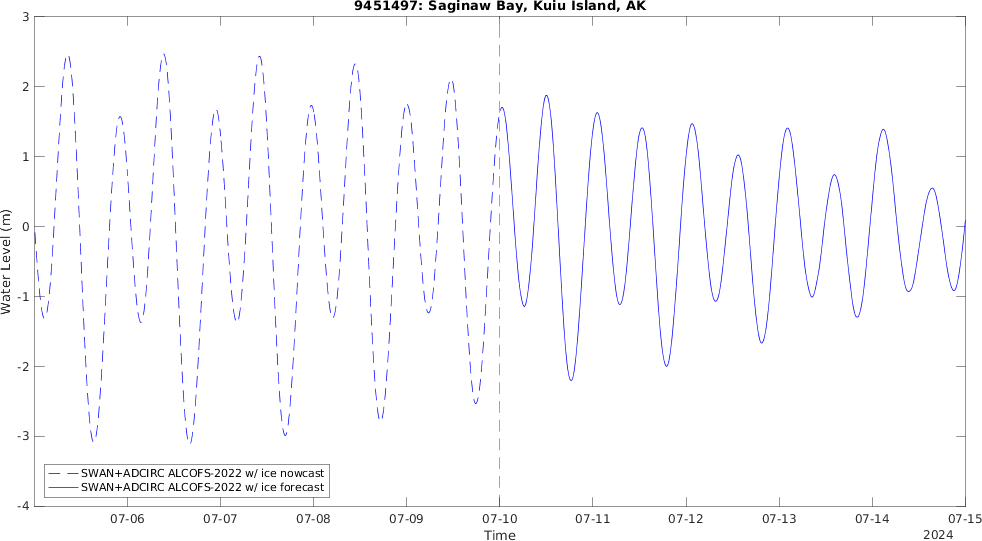 9451497: Saginaw Bay, Kuiu Island, AK
3
2
1
0
-1
-2
-3
-4
Water Level (m)
SWAN+ADCIRC ALCOFS-2022 w/ ice nowcast
SWAN+ADCIRC ALCOFS-2022 w/ ice forecast
07-06 07-07 07-08 07-09 07-10 07-11 07-12 07-13 07-14 07-15
Time
2024